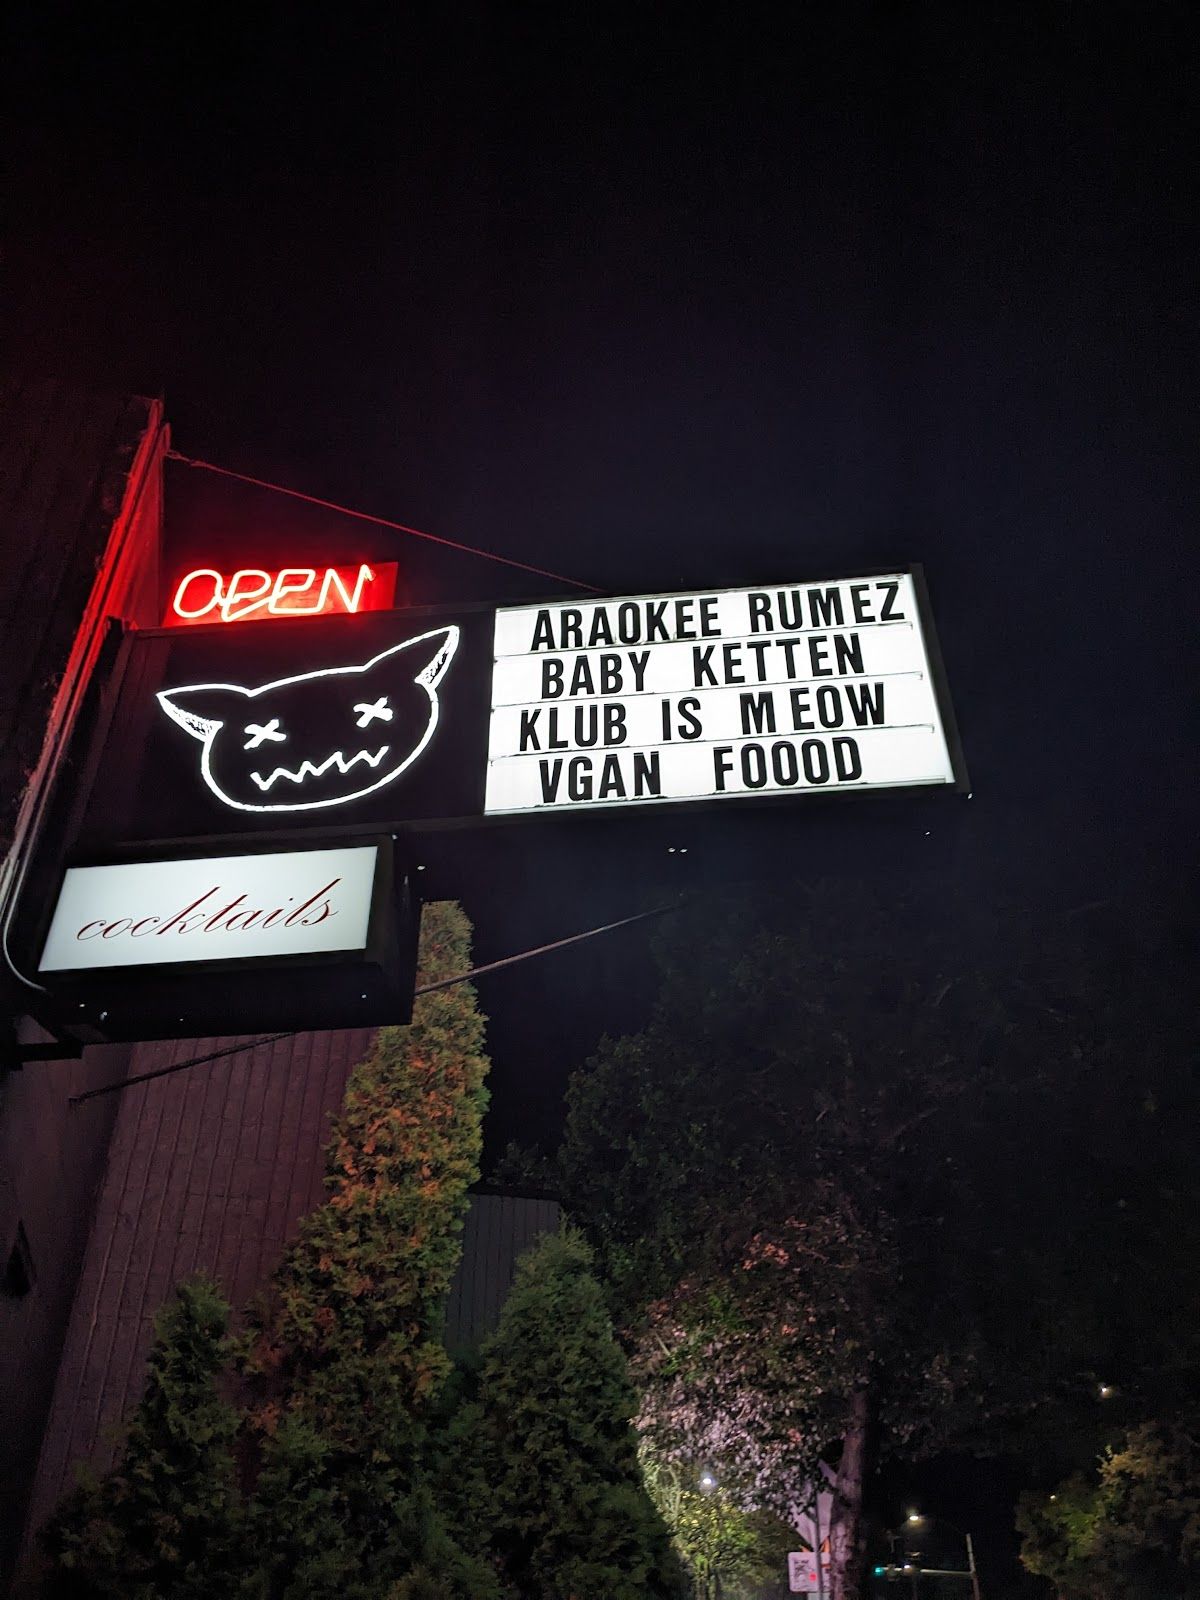 OPEN
ARAOKEE RUMEZ
BABY KETTEN
KLUB IS MEOW
VGAN FOOOD
cocktails